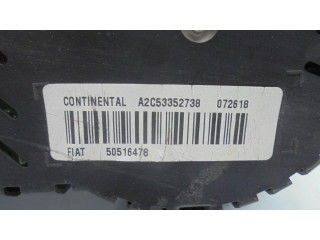 CONTINENTAL A2C53352738 072618
FIAT 50516478